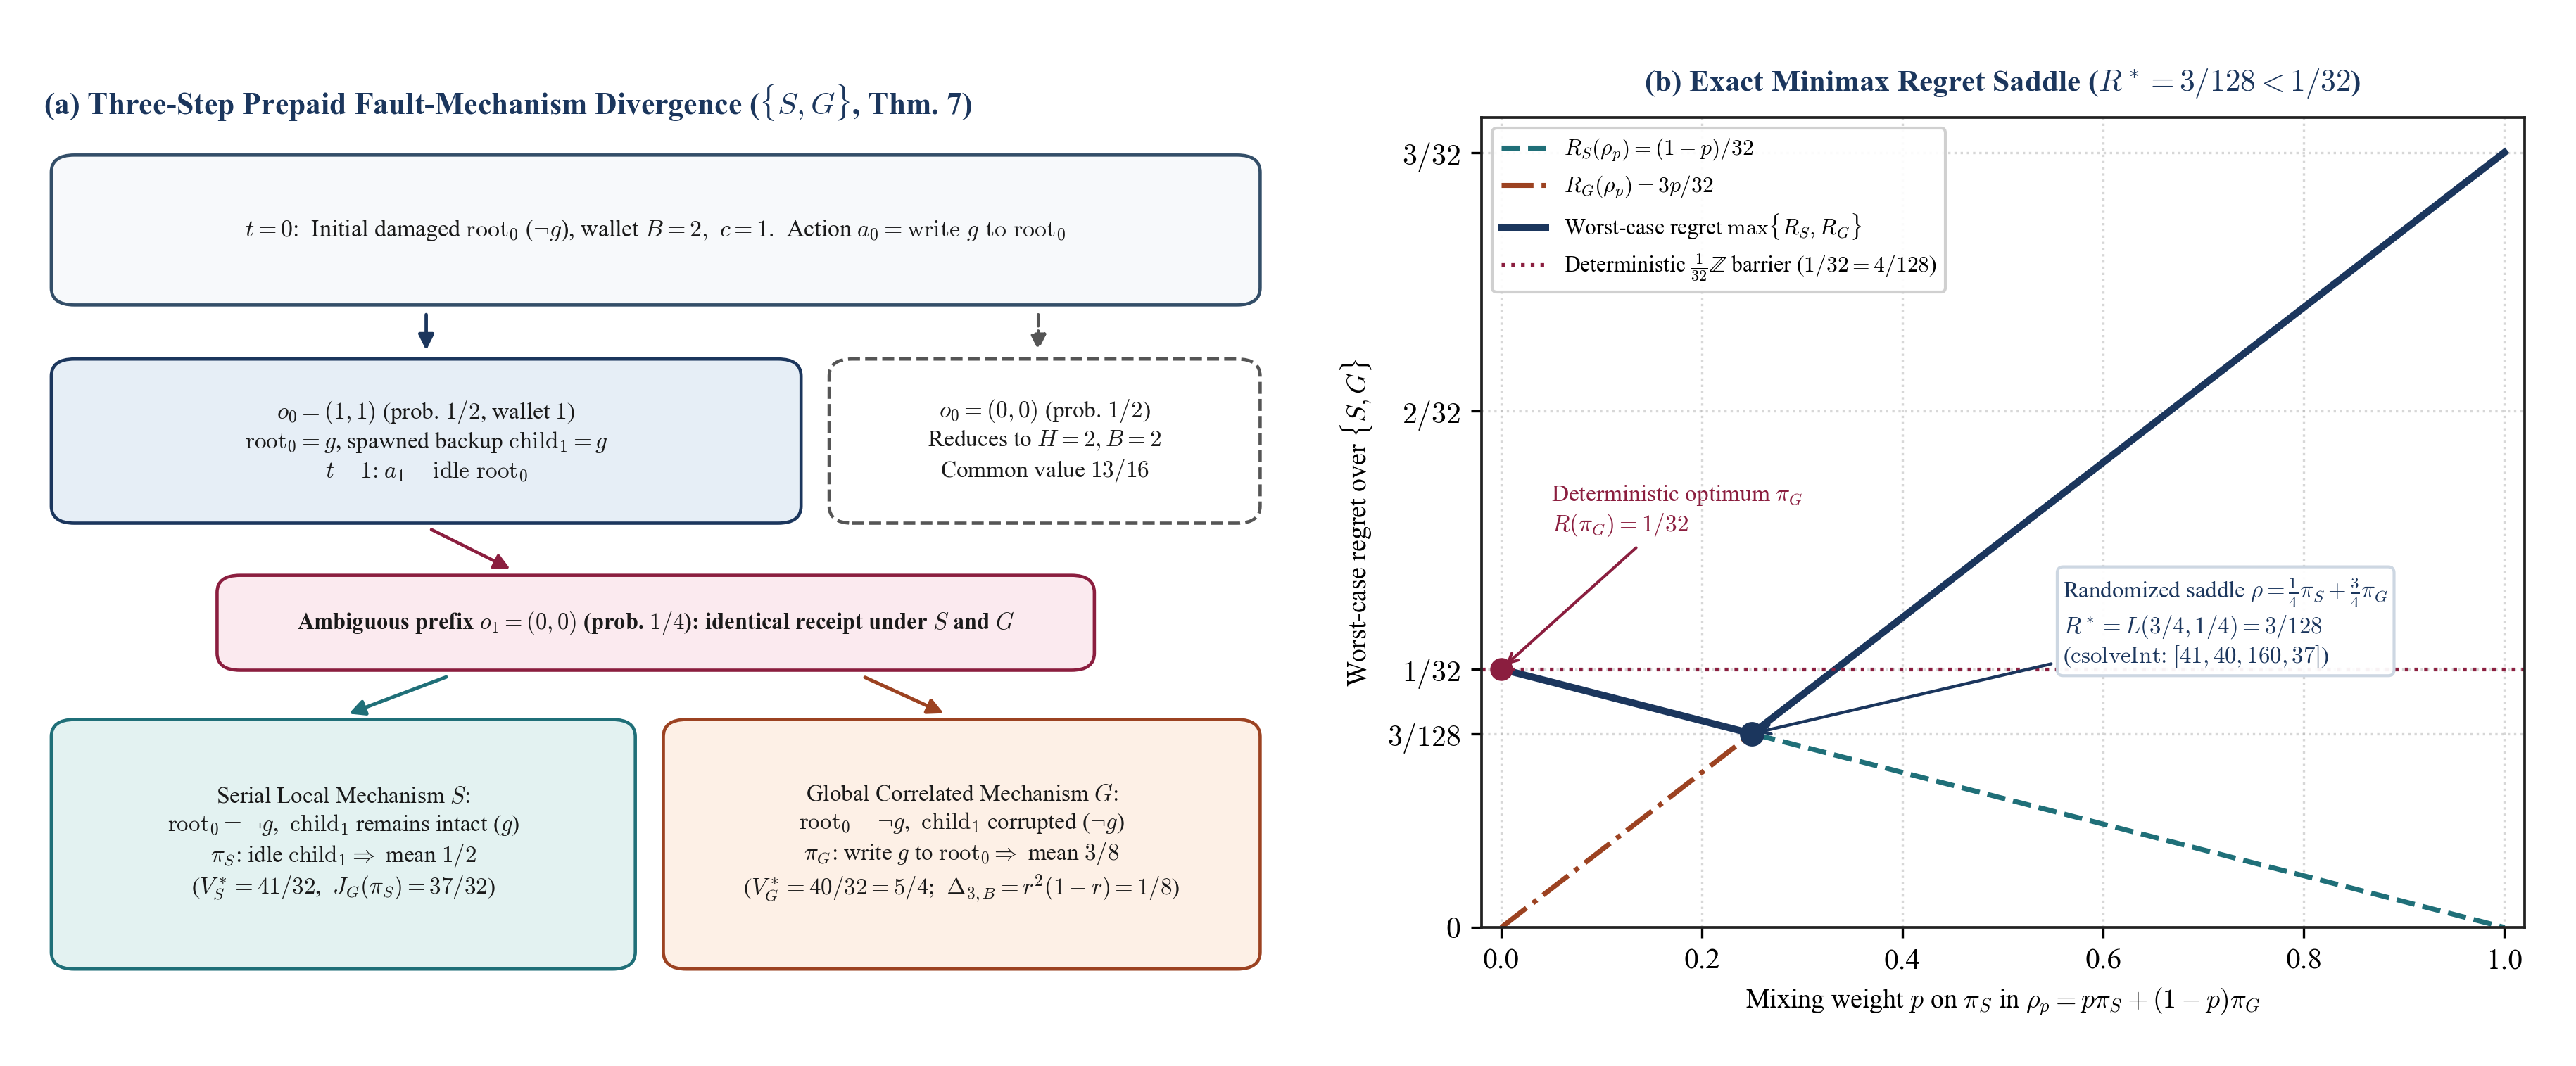 (a) Three-Step Prepaid Fault-Mechanism Divergence ({S, G}, Thm. 7)
t = 0: Initial damaged root₀ (¬g), wallet B = 2, c = 1. Action a₀ = write g to root₀
o₀ = (1, 1) (prob. 1/2, wallet 1)
root₀ = g, spawned backup child₁ = g
t = 1: a₁ = idle root₀
o₀ = (0, 0) (prob. 1/2)
Reduces to H = 2, B = 2
Common value 13/16
Ambiguous prefix o₁ = (0, 0) (prob. 1/4): identical receipt under S and G
Serial Local Mechanism S:
root₀ = ¬g, child₁ remains intact (g)
π_S: idle child₁ ⇒ mean 1/2
(V*_S = 41/32, J_G(π_S) = 37/32)
Global Correlated Mechanism G:
root₀ = ¬g, child₁ corrupted (¬g)
π_G: write g to root₀ ⇒ mean 3/8
(V*_G = 40/32 = 5/4; Δ_{3,B} = r²(1 − r) = 1/8)
(b) Exact Minimax Regret Saddle (R* = 3/128 < 1/32)
R_S(ρ_p) = (1 − p)/32
R_G(ρ_p) = 3p/32
Worst-case regret max{R_S, R_G}
Deterministic 1/32 ℤ barrier (1/32 = 4/128)
Worst-case regret over {S, G}
3/32
2/32
1/32
3/128
0
Deterministic optimum π_G
R(π_G) = 1/32
Randomized saddle ρ = ¼π_S + ¾π_G
R* = L(3/4, 1/4) = 3/128
(csolveInt: [41, 40, 160, 37])
0.0 0.2 0.4 0.6 0.8 1.0
Mixing weight p on π_S in ρ_p = pπ_S + (1 − p)π_G